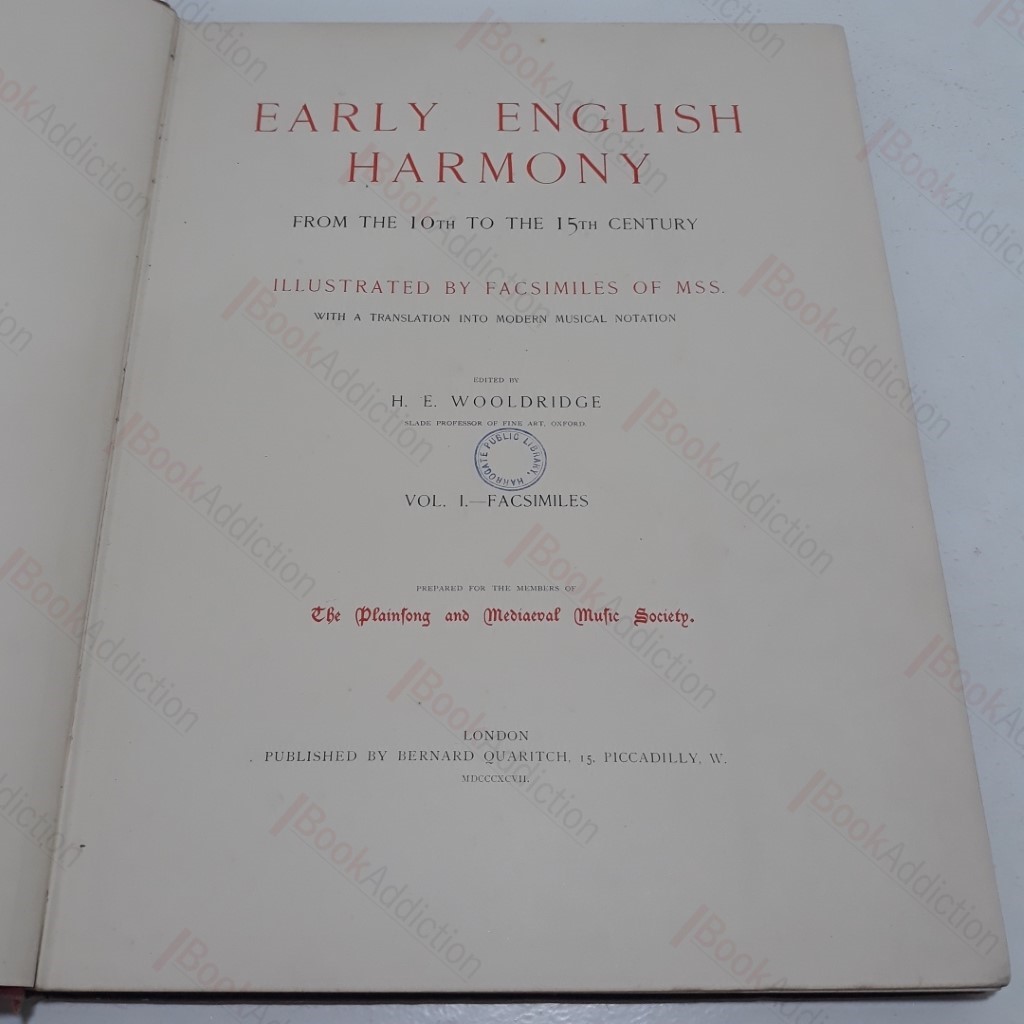 EARLY ENGLISH
HARMONY
FROM THE 10TH TO THE 15TH CENTURY
ILLUSTRATED BY FACSIMILES OF MSS.
WITH A TRANSLATION INTO MODERN MUSICAL NOTATION
EDITED BY
H. E. WOOLDRIDGE
SLADE PROFESSOR OF FINE ART, OXFORD.
HARROGATE PUBLIC LIBRARY.
VOL. I.—FACSIMILES
PREPARED FOR THE MEMBERS OF
The Plainſong and Mediaeval Muſic Society.
LONDON
PUBLISHED BY BERNARD QUARITCH, 15, PICCADILLY, W.
MDCCCXCVII.
BookAddiction